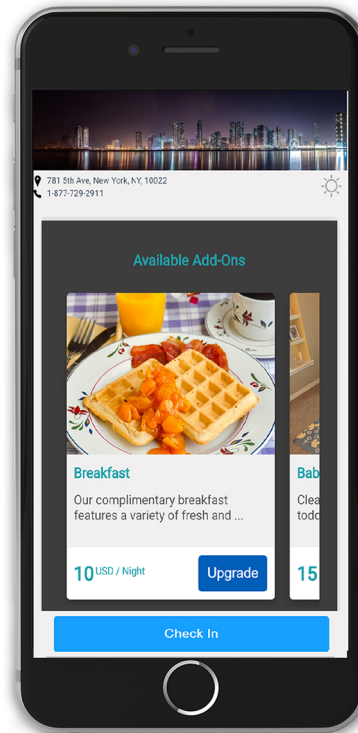 781 5th Ave, New York, NY, 10022
1-877-729-2911
Available Add-Ons
Breakfast
Our complimentary breakfast
features a variety of fresh and ...
10 USD / Night
Upgrade
Bab
Clea
todd
15
Check In